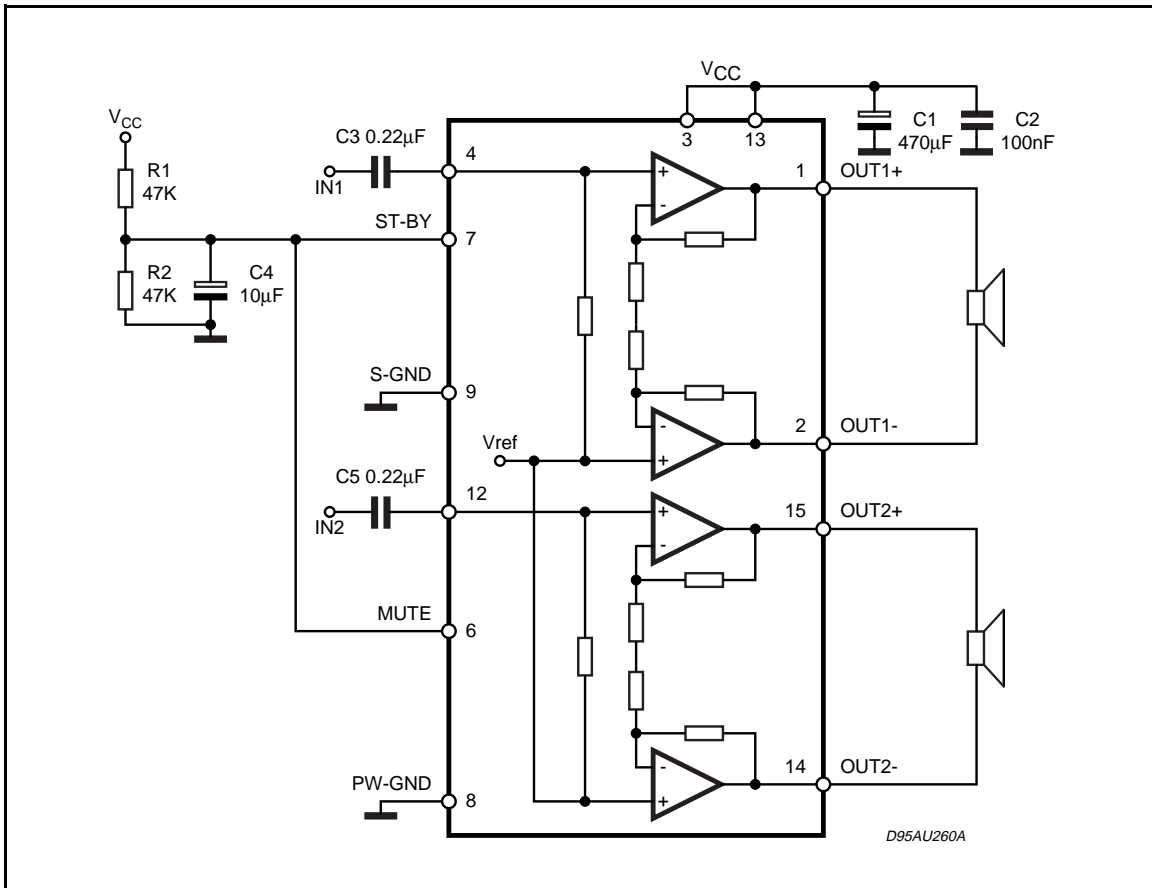 VCC
3
13
C1
470µF
C2
100nF
VCC
R1
47K
R2
47K
C4
10µF
C3 0.22µF
IN1
4
ST-BY
7
S-GND
9
Vref
C5 0.22µF
IN2
12
MUTE
6
PW-GND
8
+
-
-
+
+
-
-
+
1
OUT1+
2
OUT1-
15
OUT2+
14
OUT2-
D95AU260A